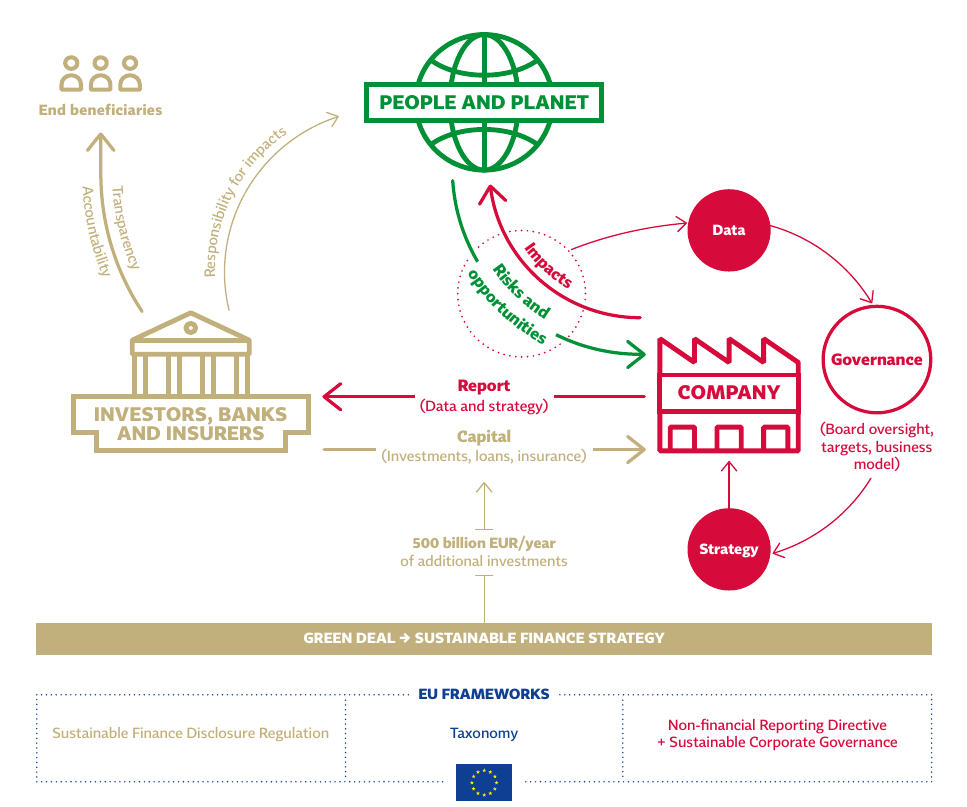 End beneficiaries
PEOPLE AND PLANET
Transparency
Accountability
Responsibility for impacts
Impacts
Risks and
opportunities
Data
Governance
(Board oversight,
targets, business
model)
Strategy
COMPANY
Report
(Data and strategy)
INVESTORS, BANKS
AND INSURERS
Capital
(Investments, loans, insurance)
500 billion EUR/year
of additional investments
GREEN DEAL → SUSTAINABLE FINANCE STRATEGY
EU FRAMEWORKS
Sustainable Finance Disclosure Regulation
Taxonomy
Non-financial Reporting Directive
+ Sustainable Corporate Governance